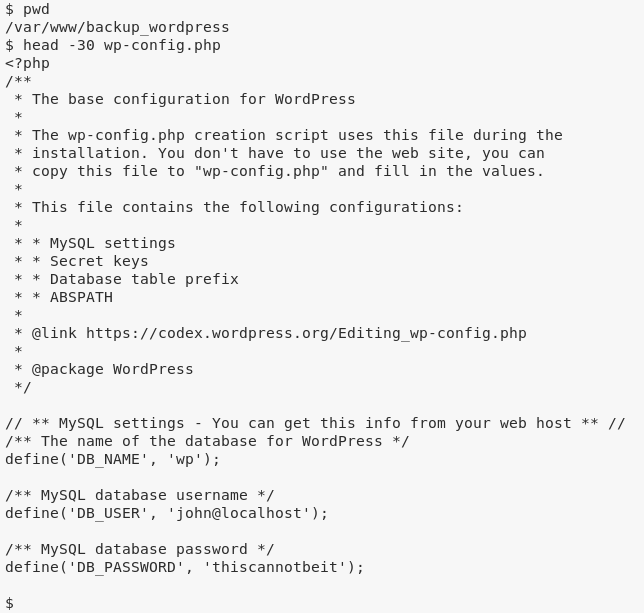 $ pwd
/var/www/backup_wordpress
$ head -30 wp-config.php
<?php
/**
 * The base configuration for WordPress
 *
 * The wp-config.php creation script uses this file during the
 * installation. You don't have to use the web site, you can
 * copy this file to "wp-config.php" and fill in the values.
 *
 * This file contains the following configurations:
 *
 * * MySQL settings
 * * Secret keys
 * * Database table prefix
 * * ABSPATH
 *
 * @link https://codex.wordpress.org/Editing_wp-config.php
 *
 * @package WordPress
 */

// ** MySQL settings - You can get this info from your web host ** //
/** The name of the database for WordPress */
define('DB_NAME', 'wp');

/** MySQL database username */
define('DB_USER', 'john@localhost');

/** MySQL database password */
define('DB_PASSWORD', 'thiscannotbeit');

$